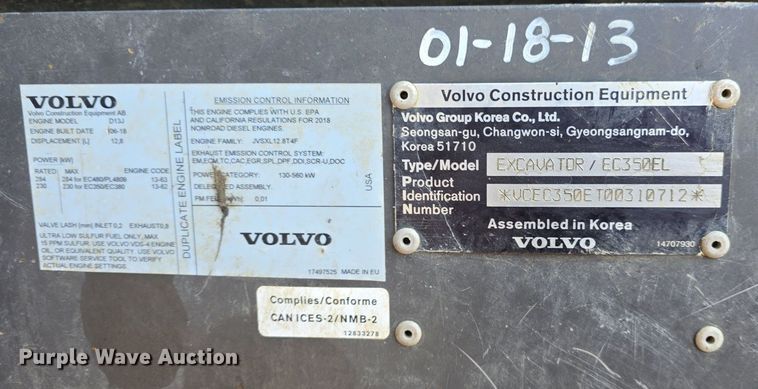 01-18-13
VOLVO
Volvo Construction Equipment AB
ENGINE MODEL D13J
ENGINE BUILT DATE f06-18
DISPLACEMENT [L] 12,8
POWER [kW]
RATED MAX ENGINE CODE
284 284 for EC480/PL4809 13-63
230 230 for EC350/EC380 13-62
VALVE LASH (mm) INLET 0,2 EXHAUST 0,8
ULTRA LOW SULFUR FUEL ONLY, MAX
15 PPM SULFUR. USE VOLVO VDS-4 ENGINE
OIL, OR EQUIVALENT QUALITY. USE VOLVO
SOFTWARE SERVICE TOOL TO VERIFY
ACTUAL ENGINE SETTINGS.
DUPLICATE ENGINE LABEL
EMISSION CONTROL INFORMATION
THIS ENGINE COMPLIES WITH U.S. EPA
AND CALIFORNIA REGULATIONS FOR 2018
NONROAD DIESEL ENGINES.
ENGINE FAMILY: JVSXL12.8T4F
EXHAUST EMISSION CONTROL SYSTEM:
EM,ECM,TC,CAC,EGR,SPL,DPF,DDI,SCR-U,DOC
POWER CATEGORY: 130-560 kW
DELEGATED ASSEMBLY.
PM FEL 0,01
USA
VOLVO
17497525 MADE IN EU
Complies/Conforme
CAN ICES-2/NMB-2
12833278
Volvo Construction Equipment
Volvo Group Korea Co., Ltd.
Seongsan-gu, Changwon-si, Gyeongsangnam-do,
Korea 51710
Type/Model EXCAVATOR/EC350EL
Product
Identification *VCEC350ET00310712*
Number
Assembled in Korea
VOLVO 14707930
Purple Wave Auction